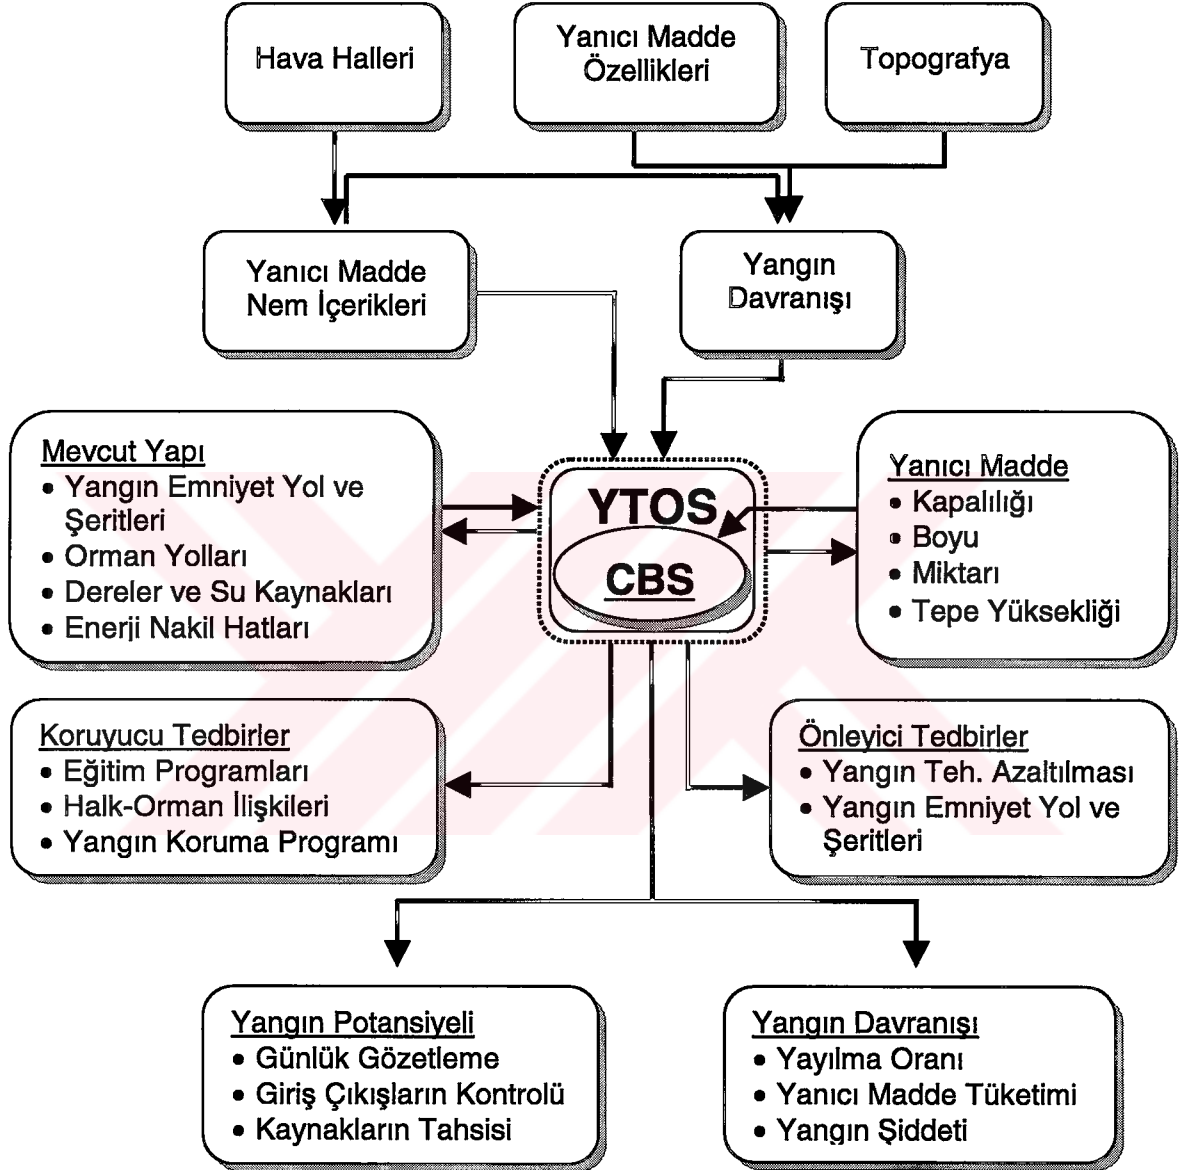 Hava Halleri
Yanıcı Madde
Özellikleri
Topografya
Yanıcı Madde
Nem İçerikleri
Yangın
Davranışı
Mevcut Yapı
• Yangın Emniyet Yol ve
Şeritleri
• Orman Yolları
• Dereler ve Su Kaynakları
• Enerji Nakil Hatları
YTOS
CBS
Yanıcı Madde
• Kapalılığı
• Boyu
• Miktarı
• Tepe Yüksekliği
Koruyucu Tedbirler
• Eğitim Programları
• Halk-Orman İlişkileri
• Yangın Koruma Programı
Önleyici Tedbirler
• Yangın Teh. Azaltılması
• Yangın Emniyet Yol ve
Şeritleri
Yangın Potansiyeli
• Günlük Gözetleme
• Giriş Çıkışların Kontrolü
• Kaynakların Tahsisi
Yangın Davranışı
• Yayılma Oranı
• Yanıcı Madde Tüketimi
• Yangın Şiddeti